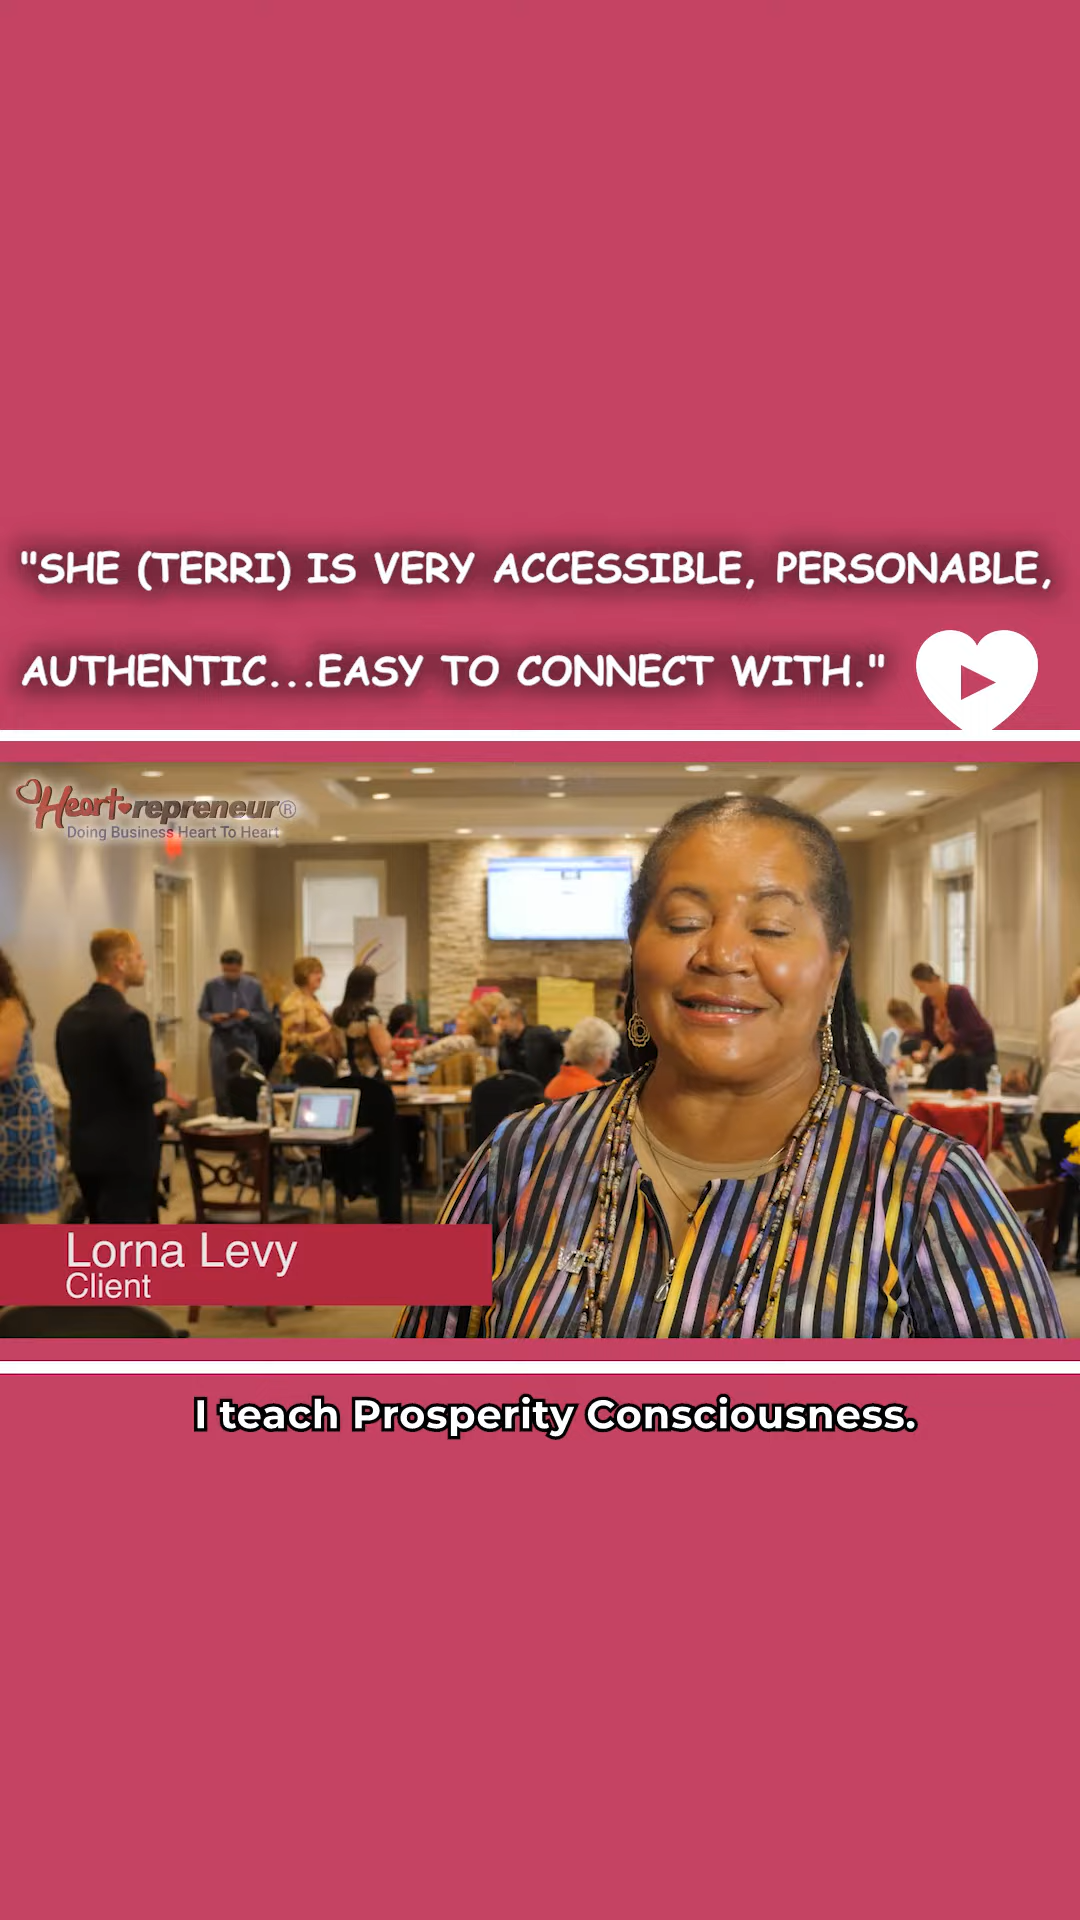 "SHE (TERRI) IS VERY ACCESSIBLE, PERSONABLE,
AUTHENTIC...EASY TO CONNECT WITH."
Heart repreneur®
Doing Business Heart To Heart
Lorna Levy
Client
I teach Prosperity Consciousness.